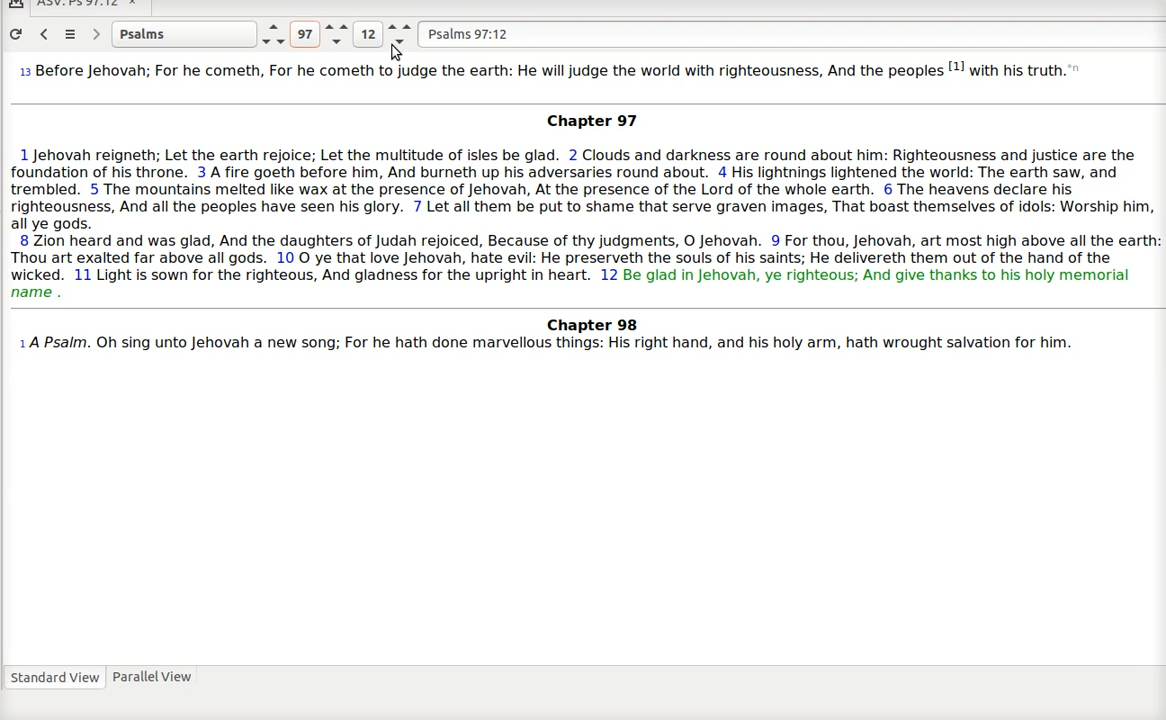 ASV: Ps 97:12 ×
Psalms 97 12 Psalms 97:12
13 Before Jehovah; For he cometh, For he cometh to judge the earth: He will judge the world with righteousness, And the peoples [1] with his truth.*n
Chapter 97
1 Jehovah reigneth; Let the earth rejoice; Let the multitude of isles be glad. 2 Clouds and darkness are round about him: Righteousness and justice are the
foundation of his throne. 3 A fire goeth before him, And burneth up his adversaries round about. 4 His lightnings lightened the world: The earth saw, and
trembled. 5 The mountains melted like wax at the presence of Jehovah, At the presence of the Lord of the whole earth. 6 The heavens declare his
righteousness, And all the peoples have seen his glory. 7 Let all them be put to shame that serve graven images, That boast themselves of idols: Worship him,
all ye gods.
8 Zion heard and was glad, And the daughters of Judah rejoiced, Because of thy judgments, O Jehovah. 9 For thou, Jehovah, art most high above all the earth:
Thou art exalted far above all gods. 10 O ye that love Jehovah, hate evil: He preserveth the souls of his saints; He delivereth them out of the hand of the
wicked. 11 Light is sown for the righteous, And gladness for the upright in heart. 12 Be glad in Jehovah, ye righteous; And give thanks to his holy memorial
name .
Chapter 98
1 A Psalm. Oh sing unto Jehovah a new song; For he hath done marvellous things: His right hand, and his holy arm, hath wrought salvation for him.
Standard View Parallel View